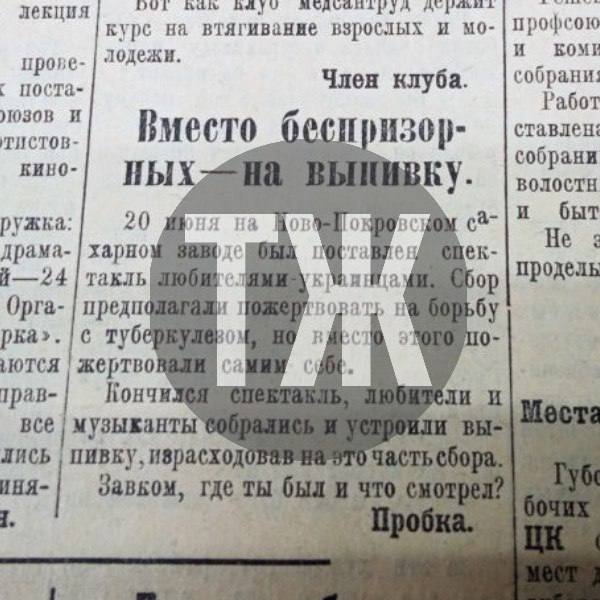 лекция
прове-
х поста-
юзов и
отистов-
кино-
ружка:
драма-
й—24
Орга-
рка».
аются
прав-
все
лись
иня-
н.
Вот как клуб медсантруд держит
курс на втягивание взрослых и мо-
лодежи.
Член клуба.
Вместо беспризор-
ных—на выпивку.
20 июня на Ново-Покровском са-
харном заводе был поставлен спек-
такль любителями-украинцами. Сбор
предполагали пожертвовать на борьбу
с туберкулезом, но вместо этого по-
жертвовали самим себе.
Кончился спектакль, любители и
музыканты собрались и устроили вы-
пивку, израсходовав на это часть сбора.
Завком, где ты был и что смотрел?
Пробка.
профсою
и коми
собрания
Работ
ставлена
собрани
волостн
и быт
Не з
проделы
Места
Губо
бочих
ЦК
мест д
ТЖ